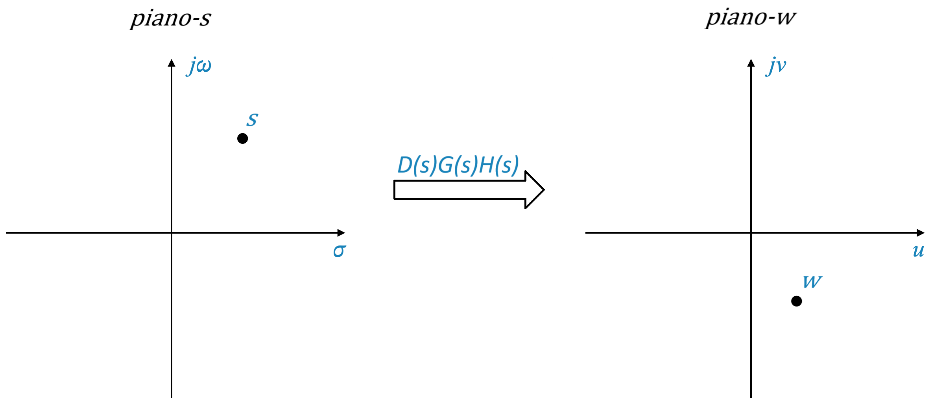 piano-s
jω
s
σ
D(s)G(s)H(s)
piano-w
jv
u
w